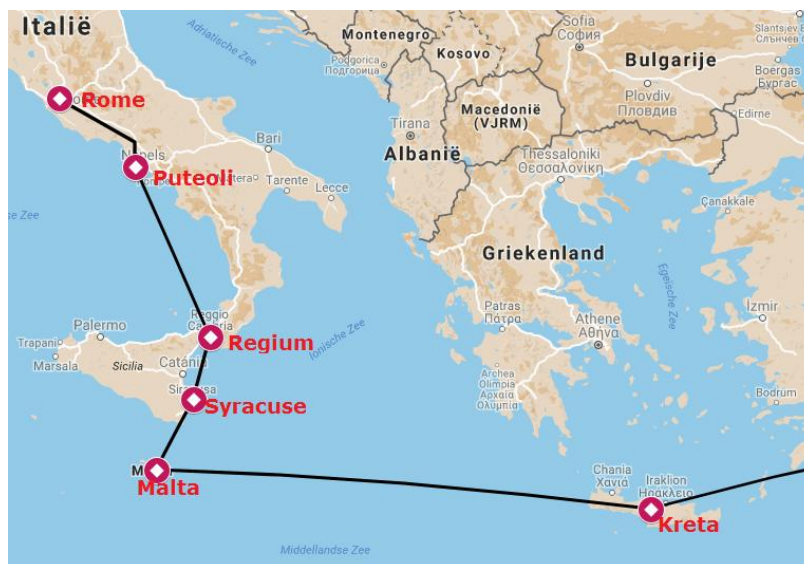 Italië
Rome
Adriatische Zee
Montenegro
Podgorica
Подгорица
Kosovo
Sofia
София
Bulgarije
Boergas
Бургас
Plovdiv
Пловдив
Macedonië
(VJRM)
Tirana
Albanië
Edirne
Bari
Puteoli
Tarente
Lecce
Thessaloniki
Θεσσαλονίκη
Çanakkale
Griekenland
Egeïsche Zee
Ionische Zee
Reggio
Regium
Palermo
Trapani
Marsala
Sicilia
Catania
Syracuse
Patras
Πάτρα
Athene
Αθήνα
Izmir
Archea
Olimpia
Αρχαία
Ολυμπία
Bodrum
Malta
Chania
Χανιά
Iraklion
Ηράκλειο
Kreta
Middellandse Zee